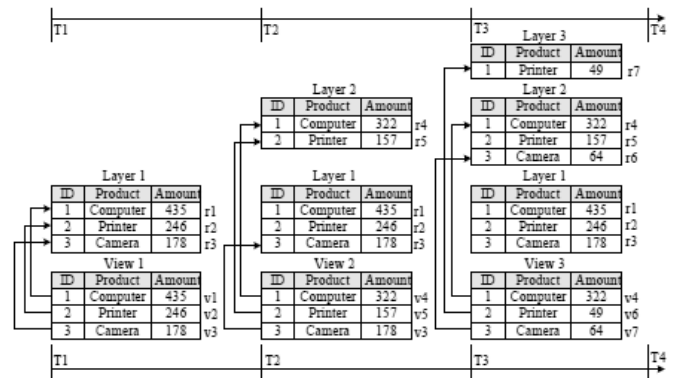 T1 T2 T3 T4
Layer 3
ID Product Amount
1 Printer 49 r7
Layer 2
ID Product Amount
1 Computer 322 r4
2 Printer 157 r5
Layer 2
ID Product Amount
1 Computer 322 r4
2 Printer 157 r5
3 Camera 64 r6
Layer 1
ID Product Amount
1 Computer 435 r1
2 Printer 246 r2
3 Camera 178 r3
Layer 1
ID Product Amount
1 Computer 435 r1
2 Printer 246 r2
3 Camera 178 r3
Layer 1
ID Product Amount
1 Computer 435 r1
2 Printer 246 r2
3 Camera 178 r3
View 1
ID Product Amount
1 Computer 435 v1
2 Printer 246 v2
3 Camera 178 v3
View 2
ID Product Amount
1 Computer 322 v4
2 Printer 157 v5
3 Camera 178 v3
View 3
ID Product Amount
1 Computer 322 v4
2 Printer 49 v6
3 Camera 64 v7
T1 T2 T3 T4